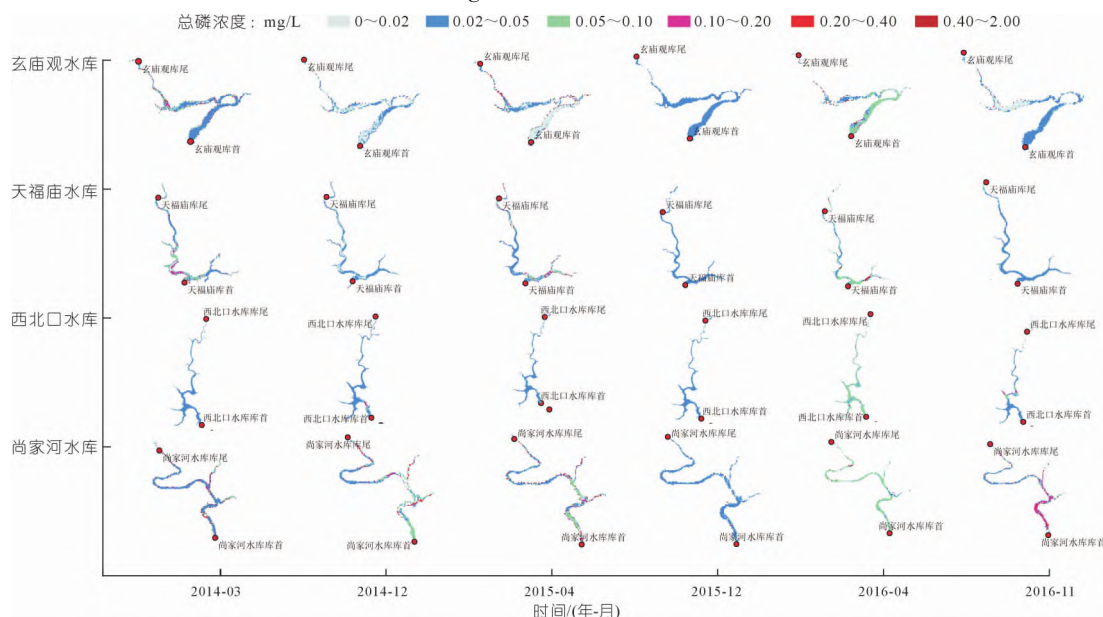 总磷浓度：mg/L 0～0.02 0.02～0.05 0.05～0.10 0.10～0.20 0.20～0.40 0.40～2.00
玄庙观水库
玄庙观库尾 玄庙观库尾 玄庙观库尾 玄庙观库尾 玄庙观库尾 玄庙观库尾
玄庙观库首 玄庙观库首 玄庙观库首 玄庙观库首 玄庙观库首 玄庙观库首
天福庙水库
天福庙库尾 天福庙库尾 天福庙库尾 天福庙库尾 天福庙库尾 天福庙库尾
天福庙库首 天福庙库首 天福庙库首 天福庙库首 天福庙库首 天福庙库首
西北口水库
西北口水库库尾 西北口水库库尾 西北口水库库尾 西北口水库库尾 西北口水库库尾 西北口水库库尾
西北口水库库首 西北口水库库首 西北口水库库首 西北口水库库首 西北口水库库首 西北口水库库首
尚家河水库
尚家河水库库尾 尚家河水库库尾 尚家河水库库尾 尚家河水库库尾 尚家河水库库尾 尚家河水库库尾
尚家河水库库首 尚家河水库库首 尚家河水库库首 尚家河水库库首 尚家河水库库首 尚家河水库库首
2014-03 2014-12 2015-04 2015-12 2016-04 2016-11
时间/(年-月)